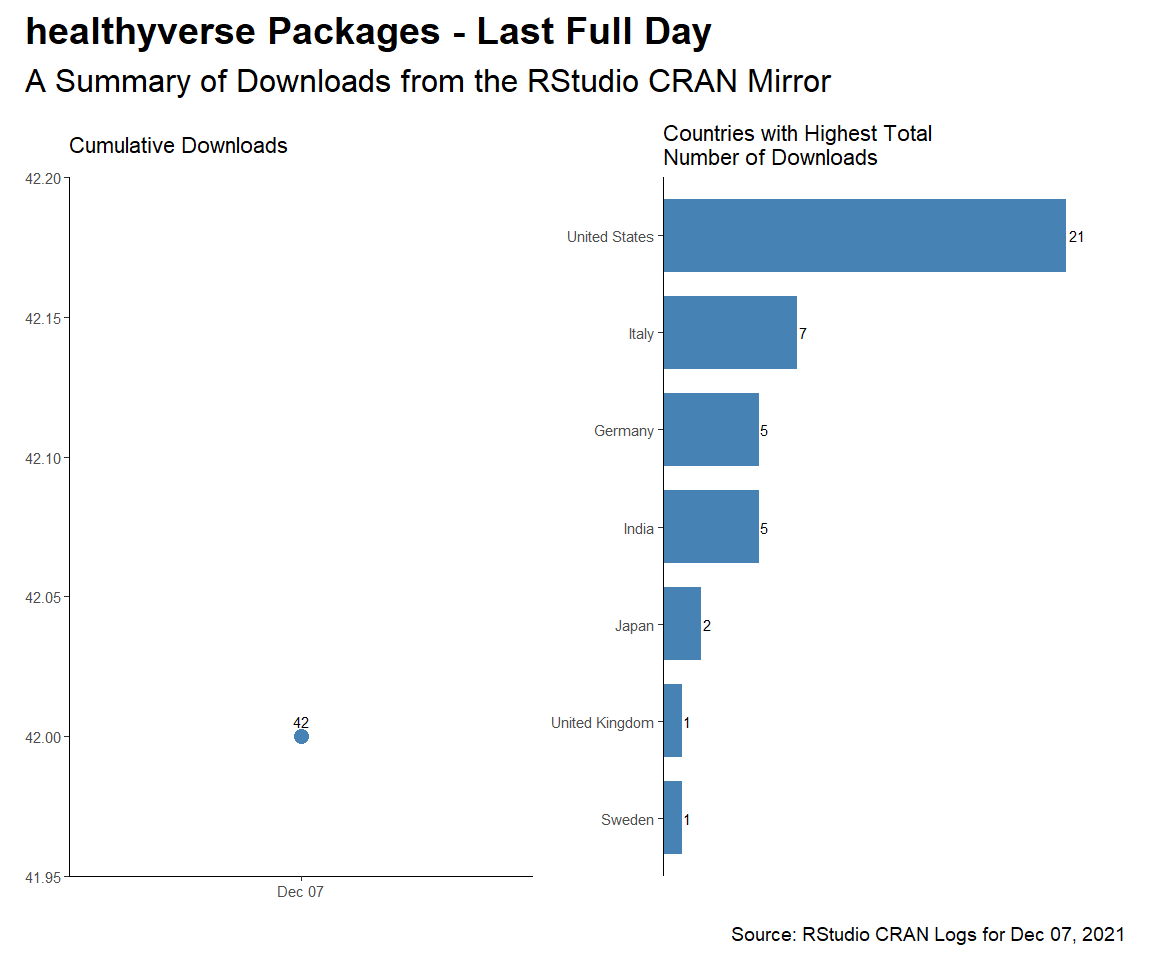 healthyverse Packages - Last Full Day
A Summary of Downloads from the RStudio CRAN Mirror
Cumulative Downloads
42.20
42.15
42.10
42.05
42.00
41.95
42
Dec 07
Countries with Highest Total
Number of Downloads
United States 21
Italy 7
Germany 5
India 5
Japan 2
United Kingdom 1
Sweden 1
Source: RStudio CRAN Logs for Dec 07, 2021